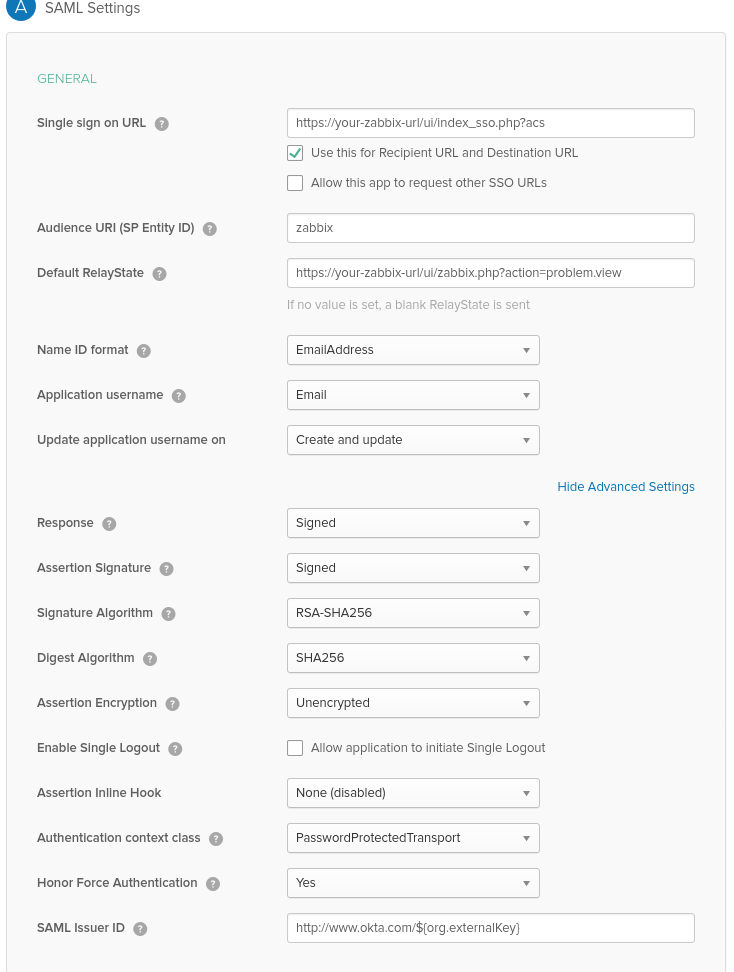 A SAML Settings
GENERAL
Single sign on URL ? https://your-zabbix-url/ui/index_sso.php?acs
Use this for Recipient URL and Destination URL
Allow this app to request other SSO URLs
Audience URI (SP Entity ID) ? zabbix
Default RelayState ? https://your-zabbix-url/ui/zabbix.php?action=problem.view
If no value is set, a blank RelayState is sent
Name ID format ? EmailAddress
Application username ? Email
Update application username on Create and update
Hide Advanced Settings
Response ? Signed
Assertion Signature ? Signed
Signature Algorithm ? RSA-SHA256
Digest Algorithm ? SHA256
Assertion Encryption ? Unencrypted
Enable Single Logout ? Allow application to initiate Single Logout
Assertion Inline Hook None (disabled)
Authentication context class ? PasswordProtectedTransport
Honor Force Authentication ? Yes
SAML Issuer ID ? http://www.okta.com/${org.externalKey}